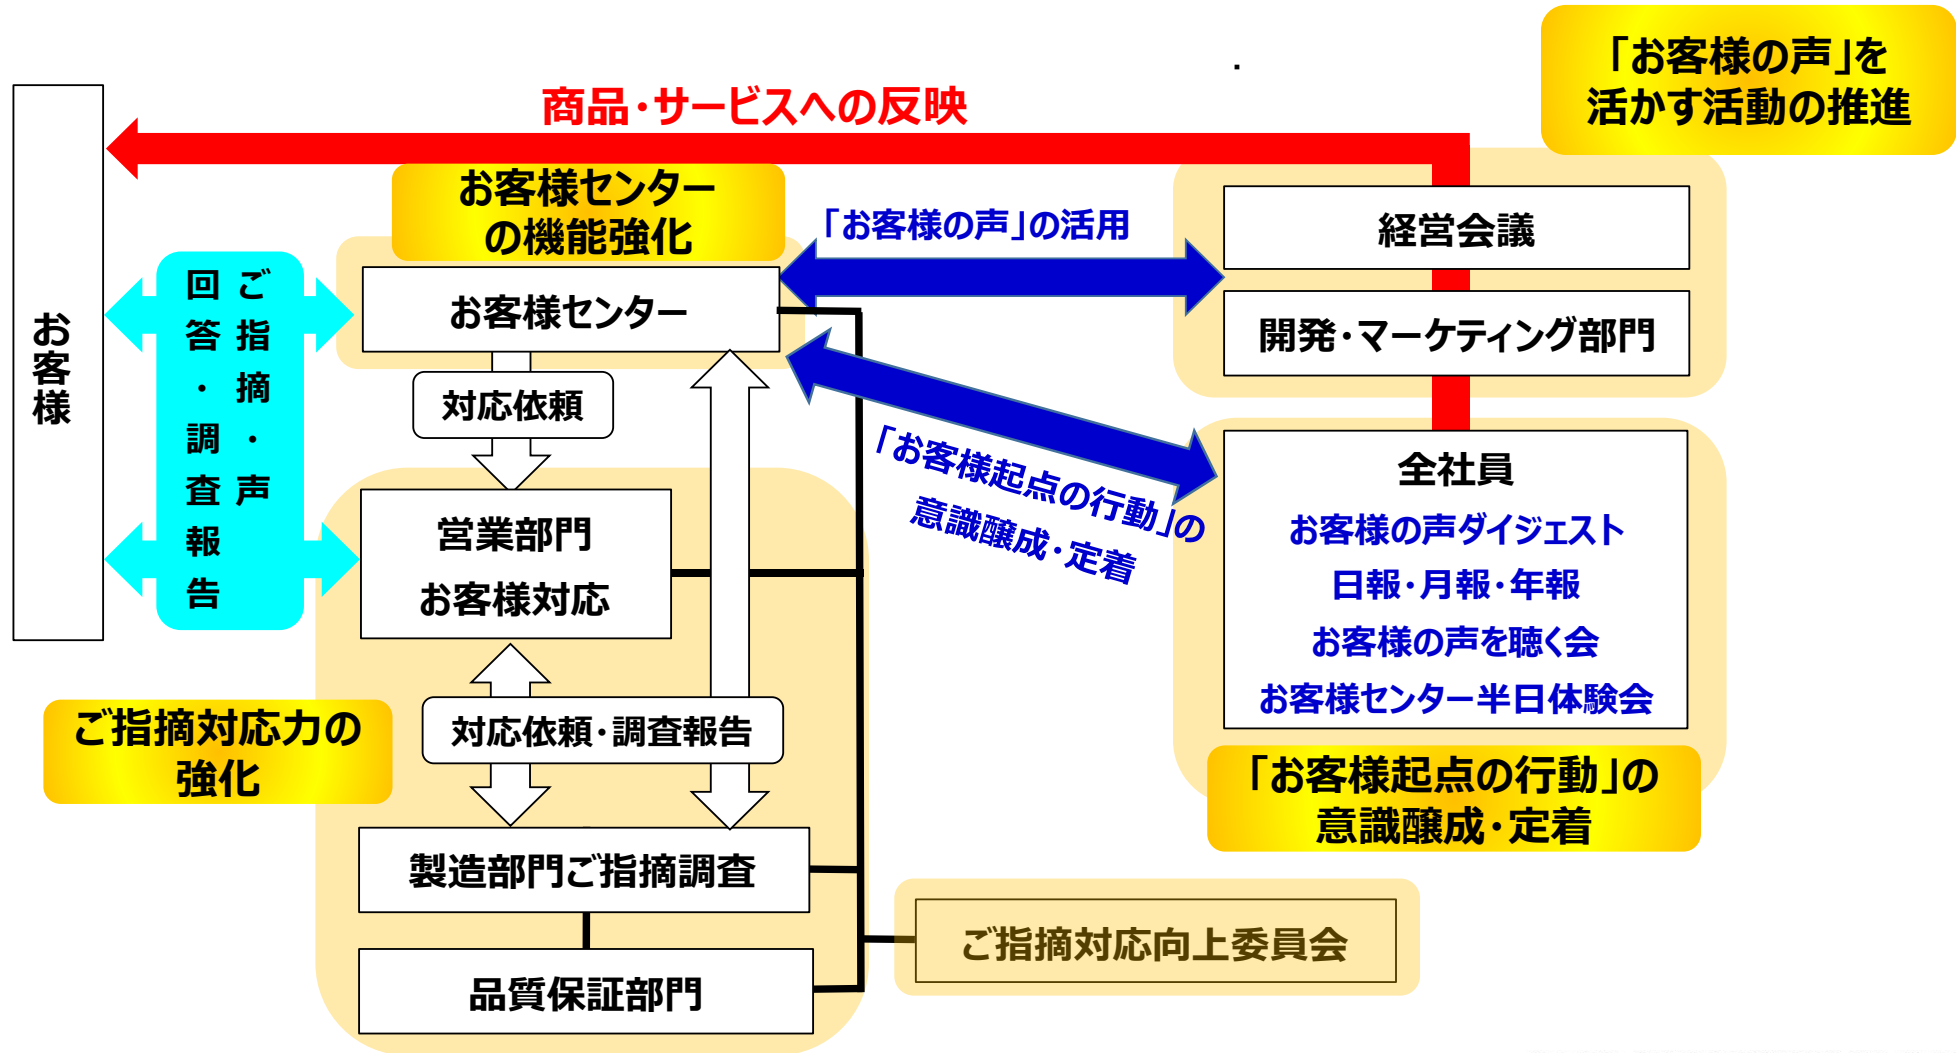 「お客様の声」を
活かす活動の推進
商品・サービスへの反映
お客様センター
の機能強化
「お客様の声」の活用
経営会議
開発・マーケティング部門
お客様
ご指摘・声
回答・調査報告
お客様センター
対応依頼
「お客様起点の行動」の
意識醸成・定着
全社員
お客様の声ダイジェスト
日報・月報・年報
お客様の声を聴く会
お客様センター半日体験会
営業部門
お客様対応
対応依頼・調査報告
ご指摘対応力の
強化
「お客様起点の行動」の
意識醸成・定着
製造部門ご指摘調査
ご指摘対応向上委員会
品質保証部門